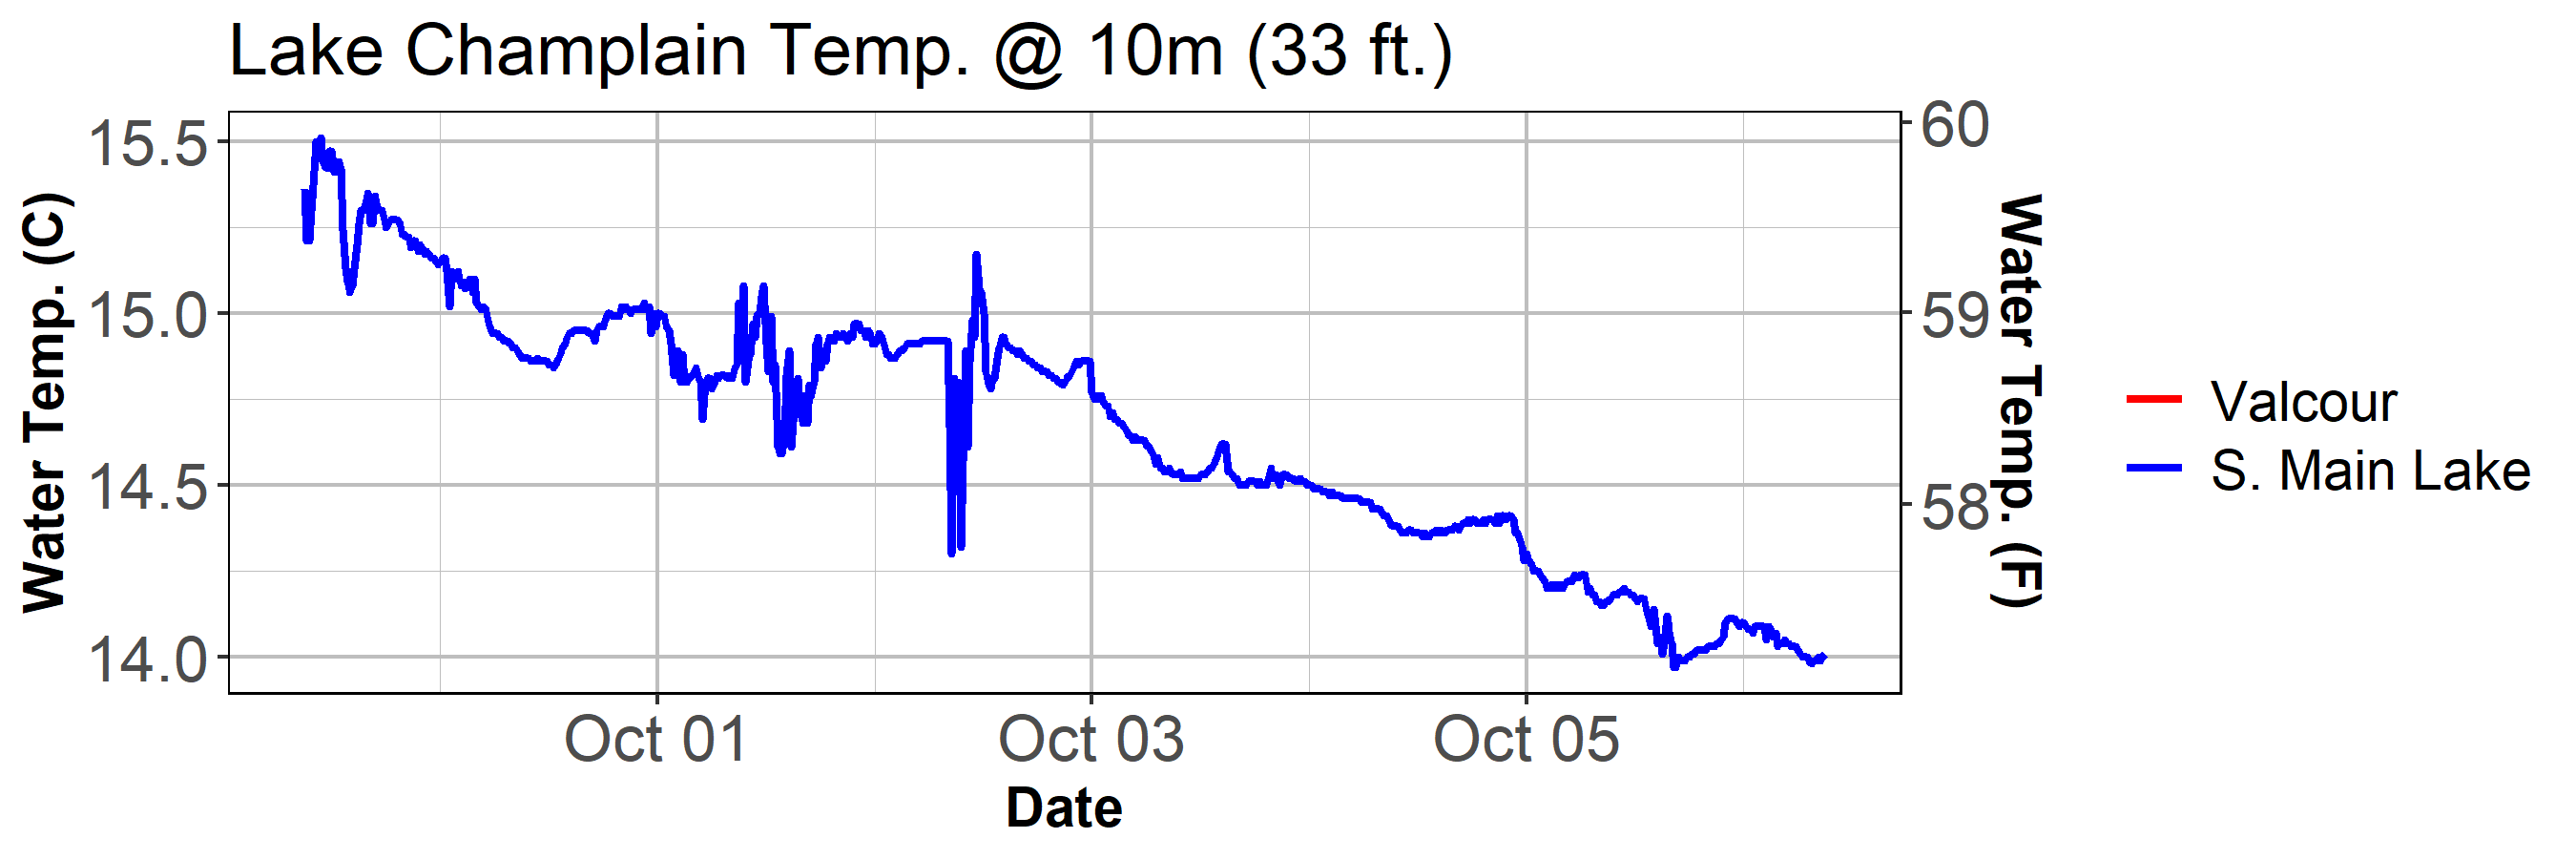 Lake Champlain Temp. @ 10m (33 ft.)
Water Temp. (C)
15.5
15.0
14.5
14.0
60
59
58
Water Temp. (F)
Oct 01
Oct 03
Oct 05
Date
Valcour
S. Main Lake